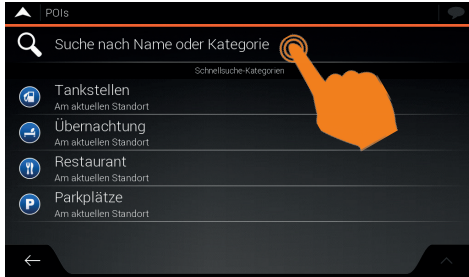 POIs
Suche nach Name oder Kategorie
Schnellsuche-Kategorien
Tankstellen
Am aktuellen Standort
Übernachtung
Am aktuellen Standort
Restaurant
Am aktuellen Standort
P
Parkplätze
Am aktuellen Standort